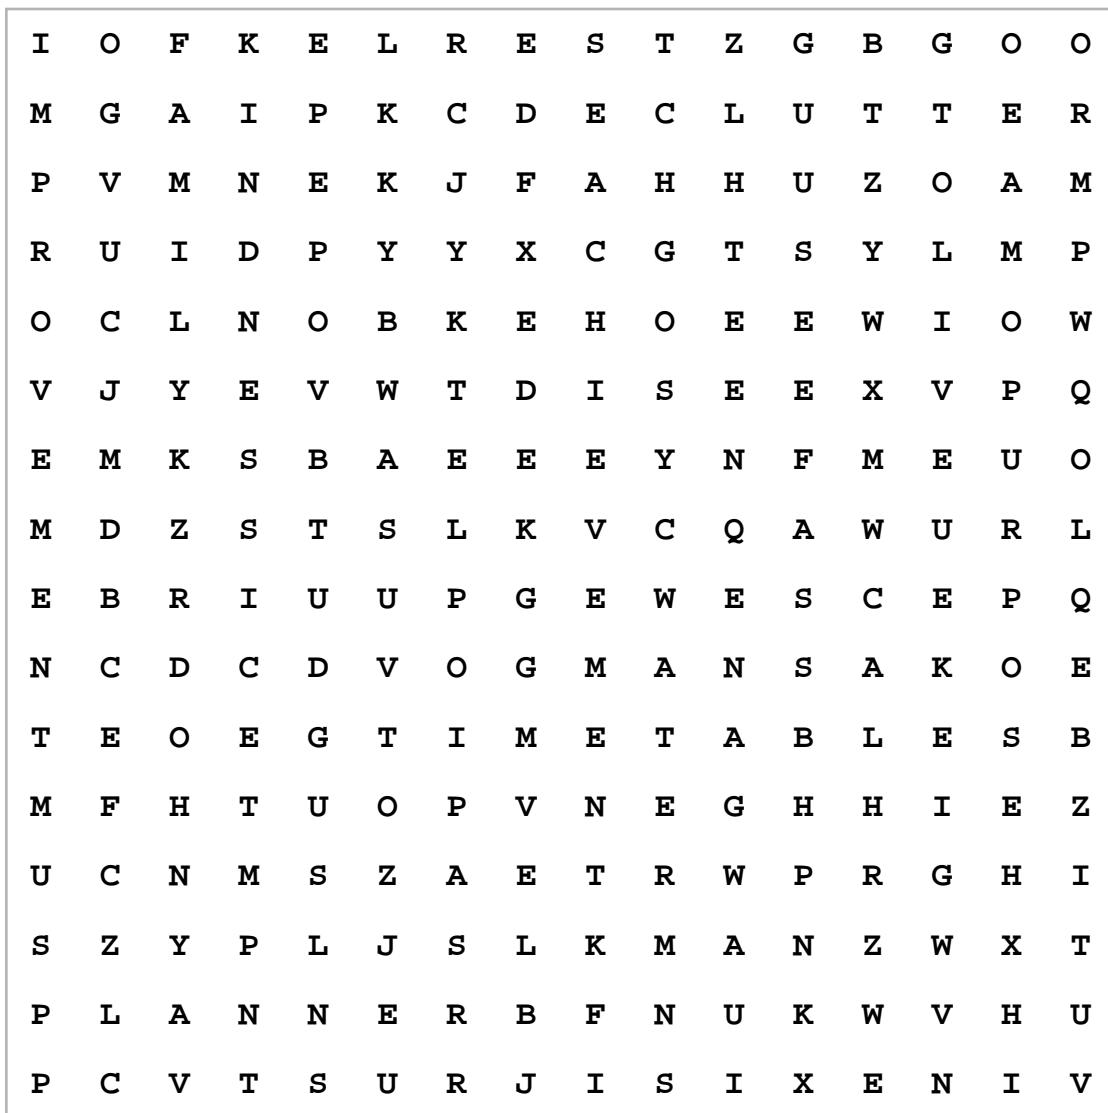 I O F K E L R E S T Z G B G O O
M G A I P K C D E C L U T T E R
P V M N E K J F A H H U Z O A M
R U I D P Y Y X C G T S Y L M P
O C L N O B K E H O E E W I O W
V J Y E V W T D I S E E X V P Q
E M K S B A E E E Y N F M E U O
M D Z S T S L K V C Q A W U R L
E B R I U U P G E W E S C E P Q
N C D C D V O G M A N S A K O E
T E O E G T I M E T A B L E S B
M F H T U O P V N E G H H I E Z
U C N M S Z A E T R W P R G H I
S Z Y P L J S L K M A N Z W X T
P L A N N E R B F N U K W V H U
P C V T S U R J I S I X E N I V